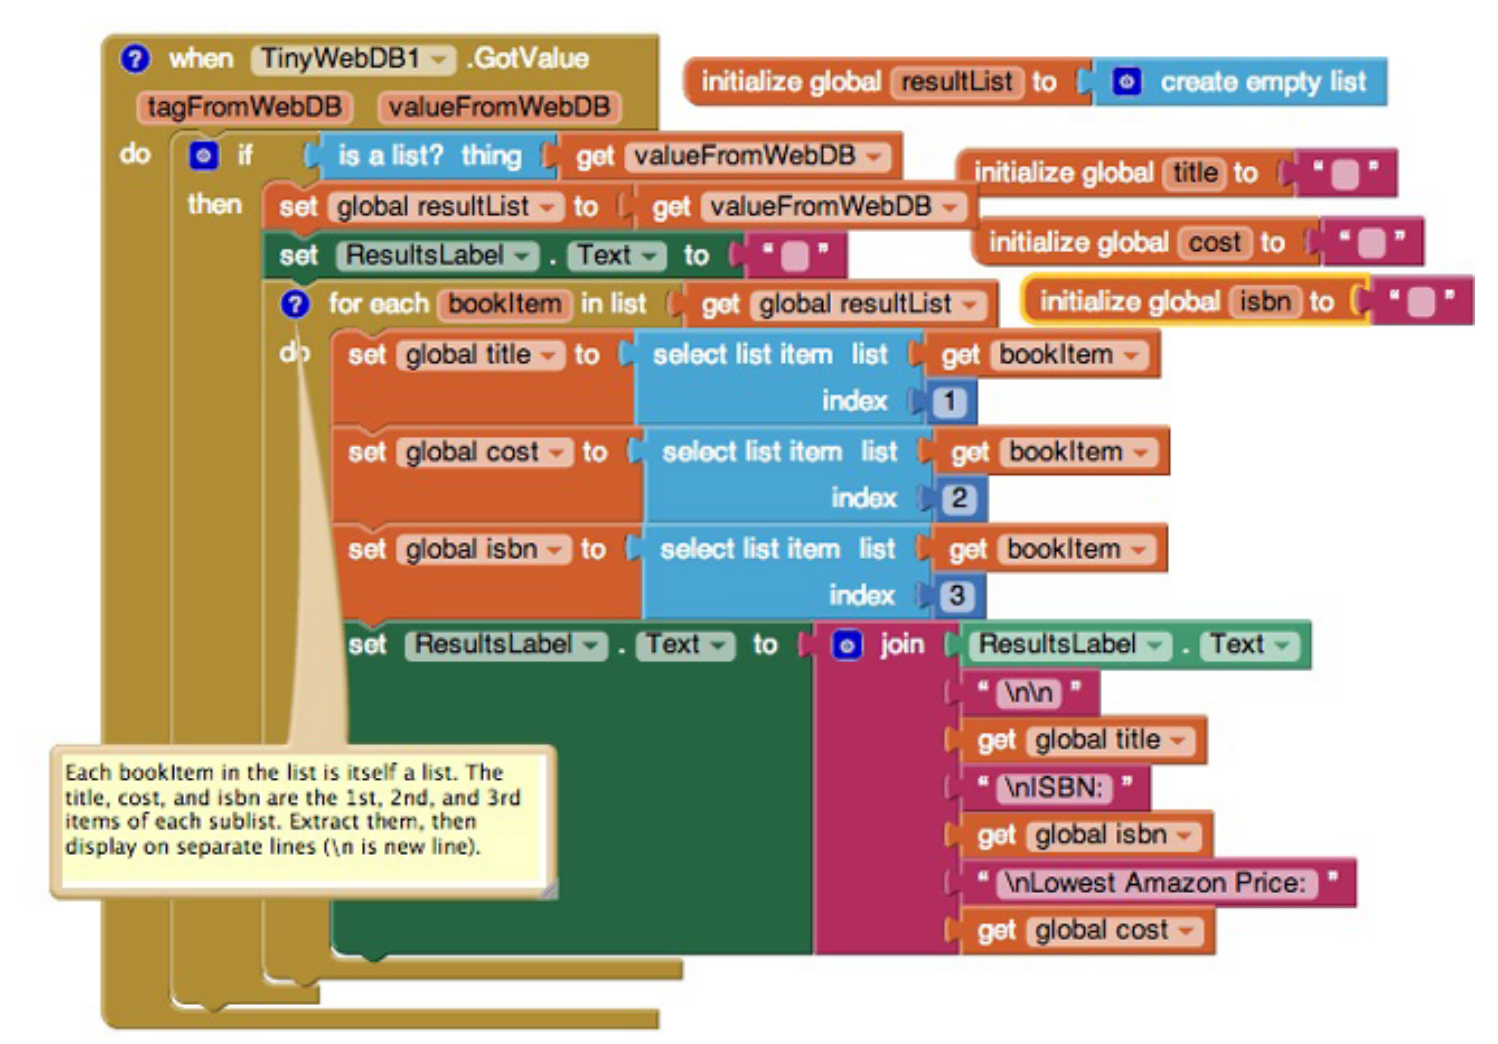 when TinyWebDB1 .GotValue
tagFromWebDB valueFromWebDB
initialize global resultList to create empty list
do if is a list? thing get valueFromWebDB
initialize global title to “ ”
then set global resultList to get valueFromWebDB
initialize global cost to “ ”
set ResultsLabel . Text to “ ”
for each bookItem in list get global resultList
initialize global isbn to “ ”
do set global title to select list item list get bookItem
index 1
set global cost to select list item list get bookItem
index 2
set global isbn to select list item list get bookItem
index 3
set ResultsLabel . Text to join ResultsLabel . Text
“ \n\n ”
get global title
“ \nISBN: ”
get global isbn
“ \nLowest Amazon Price: ”
get global cost
Each bookItem in the list is itself a list. The
title, cost, and isbn are the 1st, 2nd, and 3rd
items of each sublist. Extract them, then
display on separate lines (\n is new line).